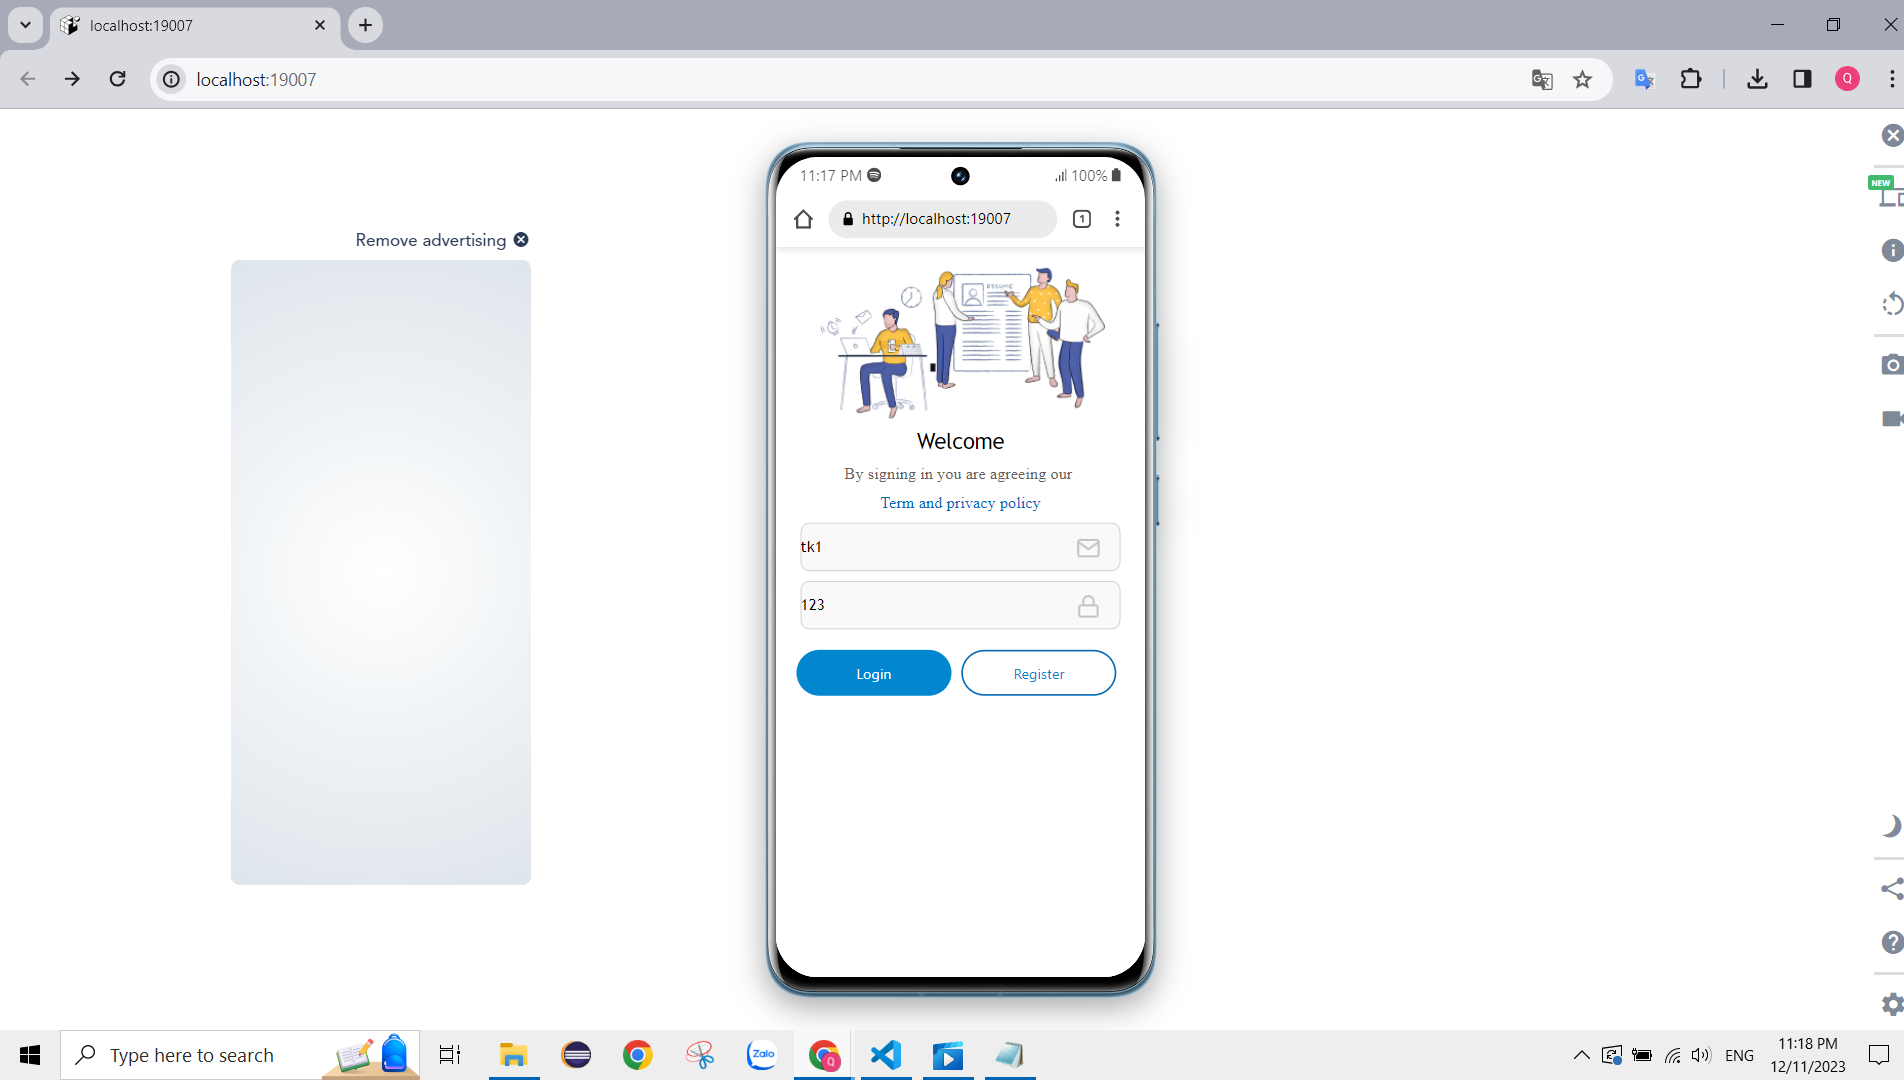 localhost:19007
localhost:19007
Remove advertising
NEW
11:17 PM
100%
http://localhost:19007
1
RESUME
Welcome
By signing in you are agreeing our
Term and privacy policy
tk1
123
Login
Register
Type here to search
Zalo
Q
Q
ENG
11:18 PM
12/11/2023